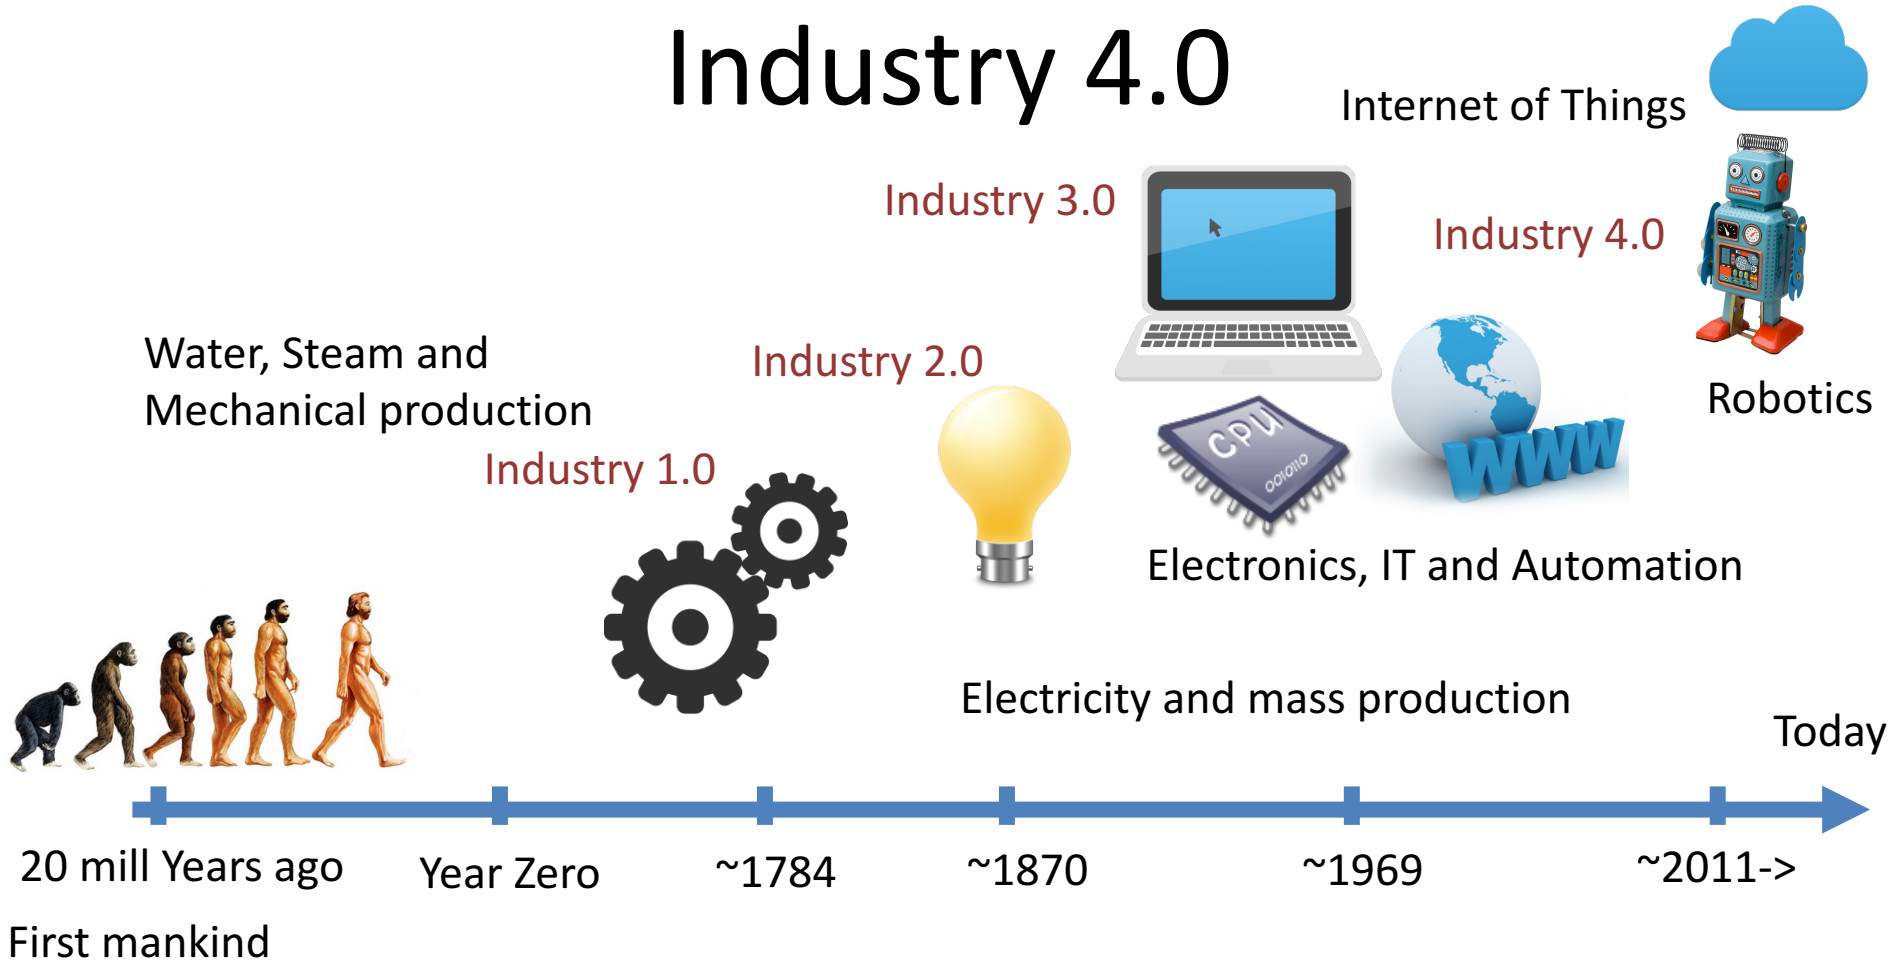 Industry 4.0
Internet of Things
Industry 3.0
Industry 4.0
Water, Steam and
Mechanical production
Industry 2.0
Robotics
Industry 1.0
CPU
0010110
WWW
Electronics, IT and Automation
Electricity and mass production
Today
20 mill Years ago
Year Zero
~1784
~1870
~1969
~2011->
First mankind